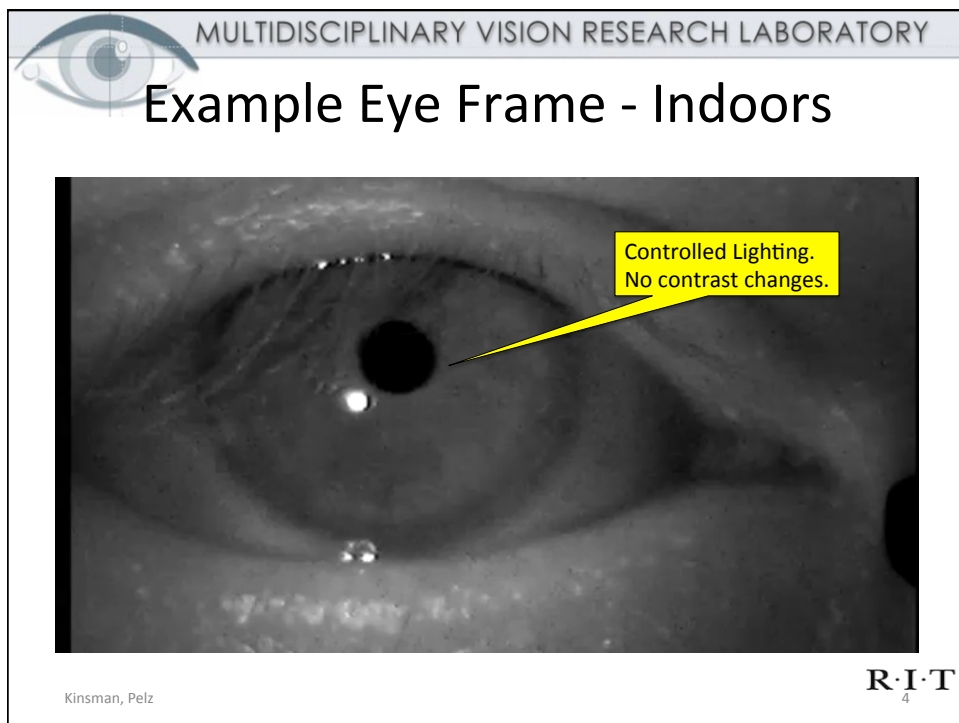 MULTIDISCIPLINARY VISION RESEARCH LABORATORY
Example Eye Frame - Indoors
Controlled Lighting.
No contrast changes.
Kinsman, Pelz
R·I·T
4